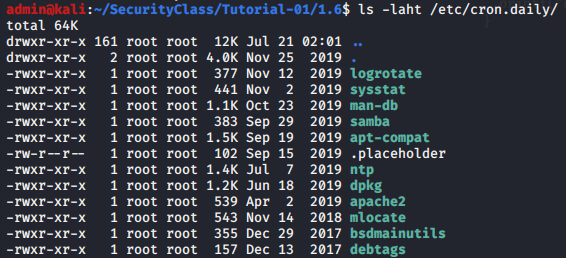 admin@kali:~/SecurityClass/Tutorial-01/1.6$ ls -laht /etc/cron.daily/
total 64K
drwxr-xr-x 161 root root  12K Jul 21 02:01 ..
drwxr-xr-x   2 root root 4.0K Nov 25  2019 .
-rwxr-xr-x   1 root root  377 Nov 12  2019 logrotate
-rwxr-xr-x   1 root root  441 Nov  2  2019 sysstat
-rwxr-xr-x   1 root root 1.1K Oct 23  2019 man-db
-rwxr-xr-x   1 root root  383 Sep 29  2019 samba
-rwxr-xr-x   1 root root 1.5K Sep 19  2019 apt-compat
-rw-r--r--   1 root root  102 Sep 15  2019 .placeholder
-rwxr-xr-x   1 root root 1.4K Jul  7  2019 ntp
-rwxr-xr-x   1 root root 1.2K Jun 18  2019 dpkg
-rwxr-xr-x   1 root root  539 Apr  2  2019 apache2
-rwxr-xr-x   1 root root  543 Nov 14  2018 mlocate
-rwxr-xr-x   1 root root  355 Dec 29  2017 bsdmainutils
-rwxr-xr-x   1 root root  157 Dec 13  2017 debtags